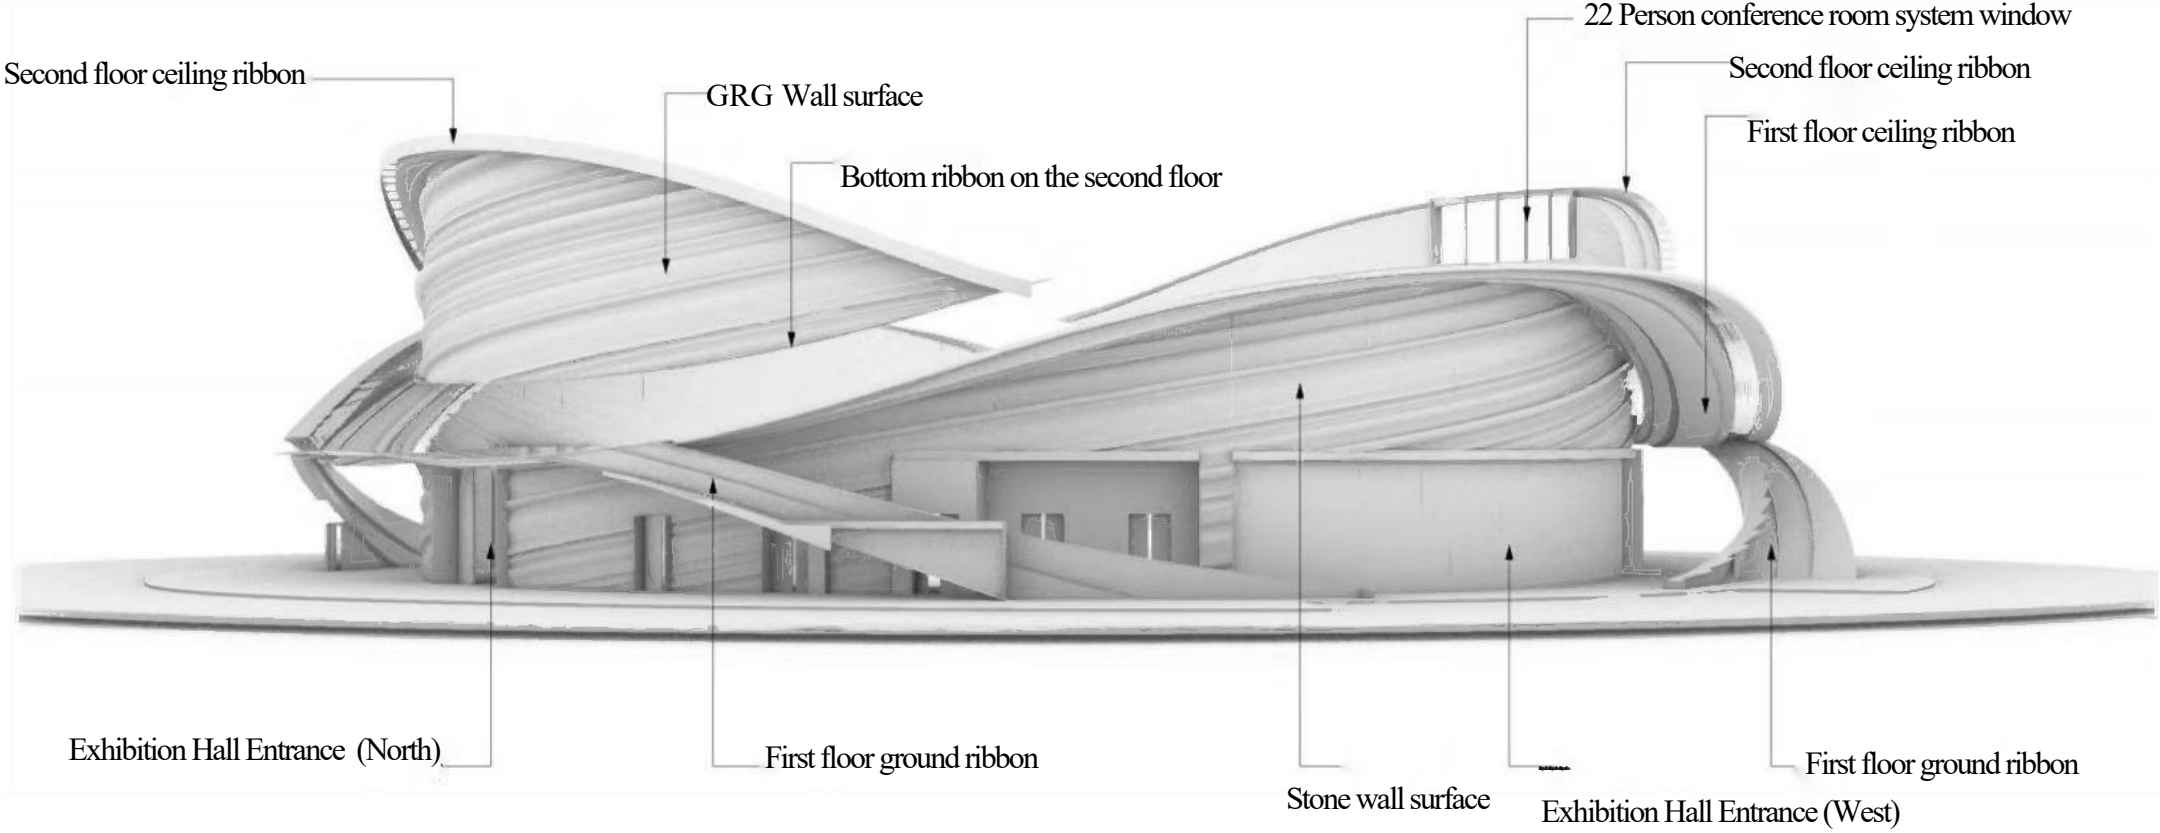 22 Person conference room system window
Second floor ceiling ribbon
Second floor ceiling ribbon
GRG Wall surface
First floor ceiling ribbon
Bottom ribbon on the second floor
Exhibition Hall Entrance (North)
First floor ground ribbon
First floor ground ribbon
Stone wall surface
Exhibition Hall Entrance (West)